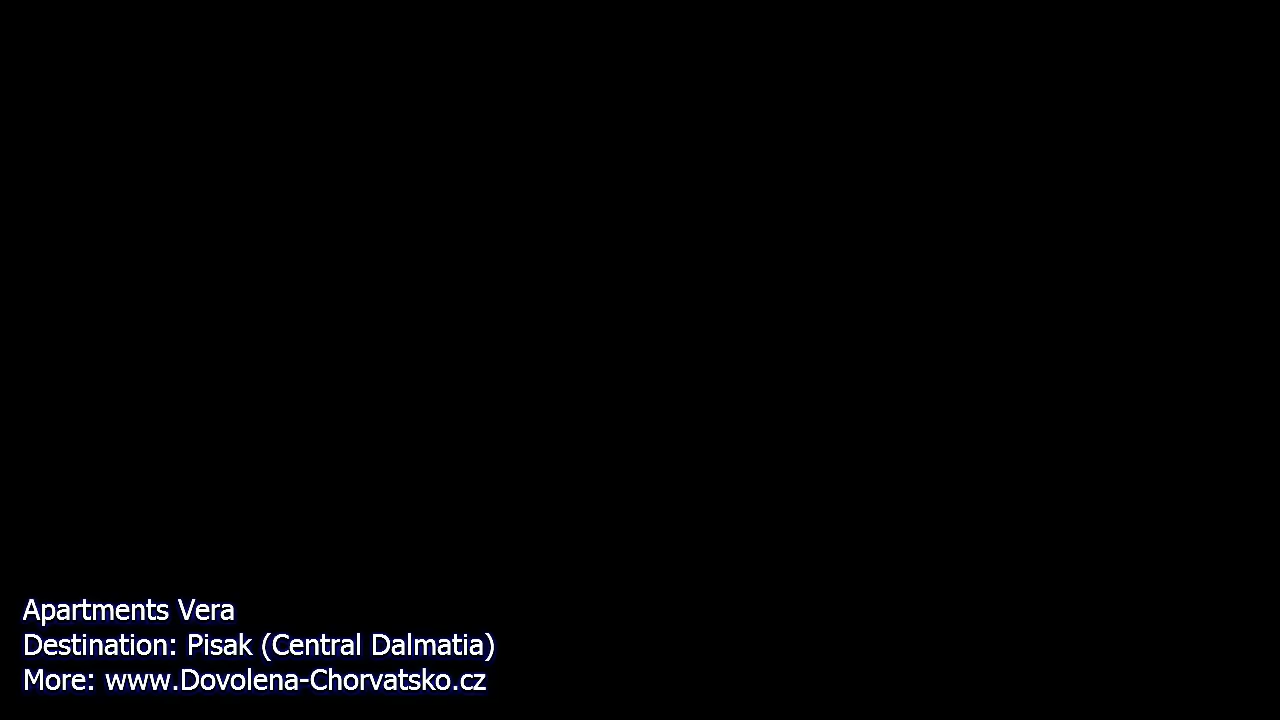 Apartments Vera
Destination: Pisak (Central Dalmatia)
More: www.Dovolena-Chorvatsko.cz